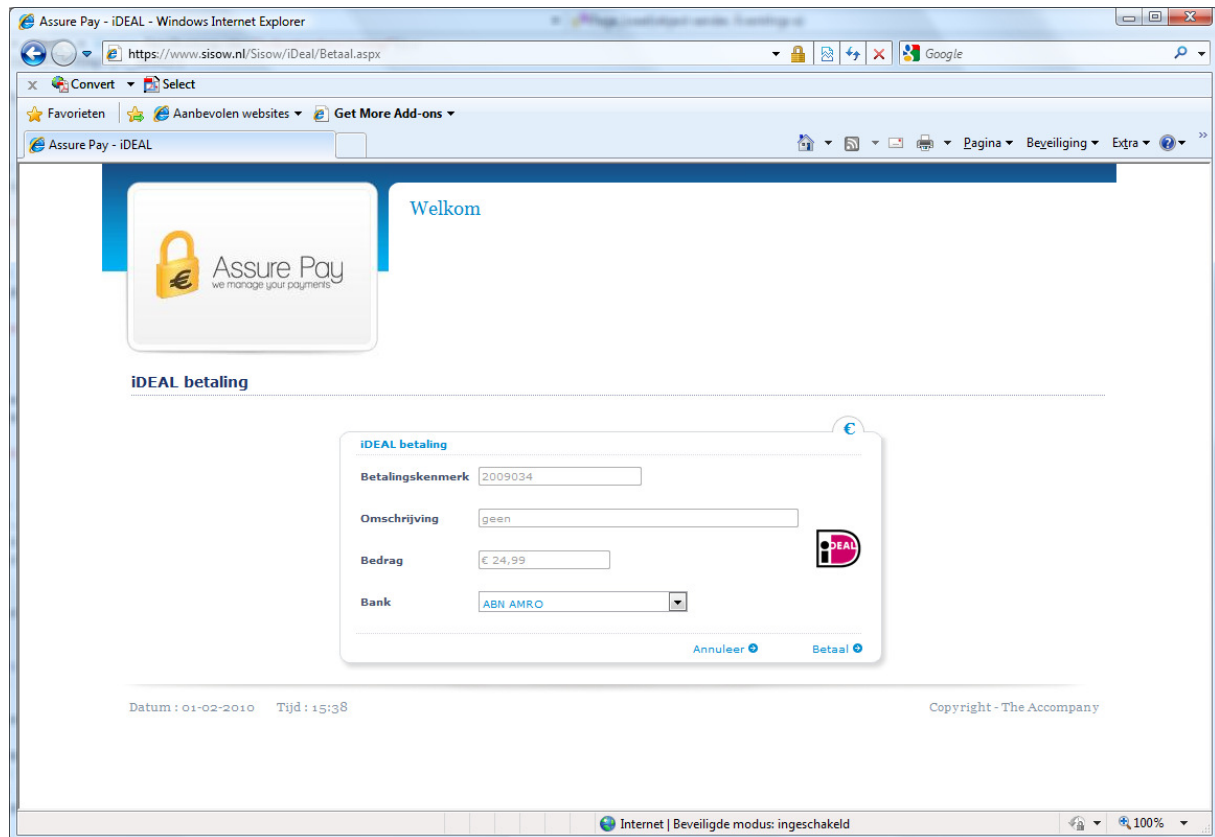 Assure Pay - iDEAL - Windows Internet Explorer
https://www.sisow.nl/Sisow/iDeal/Betaal.aspx
Google
x Convert Select
Favorieten Aanbevolen websites Get More Add-ons
Assure Pay - iDEAL
Pagina Beveiliging Extra
Welkom
€
Assure Pay
we manage your payments
iDEAL betaling
€
iDEAL betaling
Betalingskenmerk 2009034
Omschrijving geen
iDEAL
Bedrag € 24,99
Bank ABN AMRO
Annuleer Betaal
Datum : 01-02-2010 Tijd : 15:38 Copyright - The Accompany
Internet | Beveiligde modus: ingeschakeld 100%